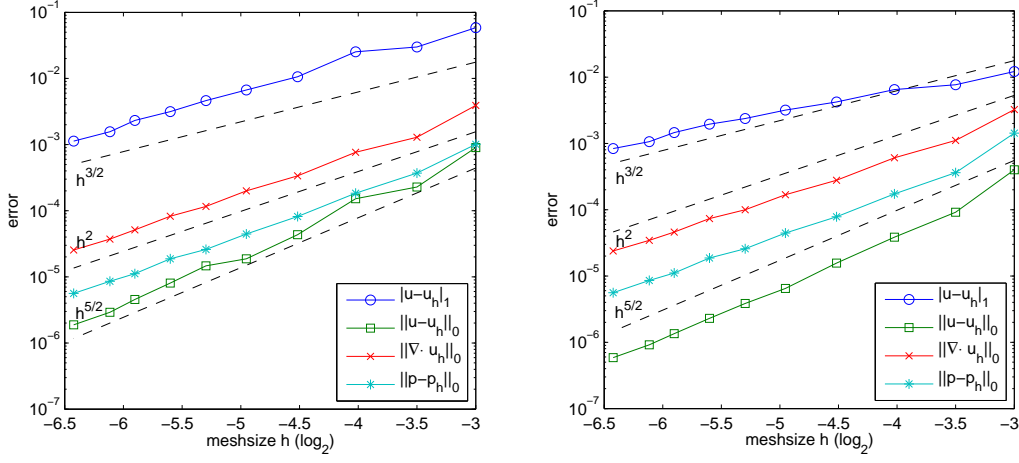 10^{-1}
10^{-2}
10^{-3}
10^{-4}
10^{-5}
10^{-6}
10^{-7}
error
h^{3/2}
h^2
h^{5/2}
|u−u_h|_1
||u−u_h||_0
||∇· u_h||_0
||p−p_h||_0
−6.5 −6 −5.5 −5 −4.5 −4 −3.5 −3
meshsize h (log_2)
10^{-1}
10^{-2}
10^{-3}
10^{-4}
10^{-5}
10^{-6}
10^{-7}
error
h^{3/2}
h^2
h^{5/2}
|u−u_h|_1
||u−u_h||_0
||∇· u_h||_0
||p−p_h||_0
−6.5 −6 −5.5 −5 −4.5 −4 −3.5 −3
meshsize h (log_2)